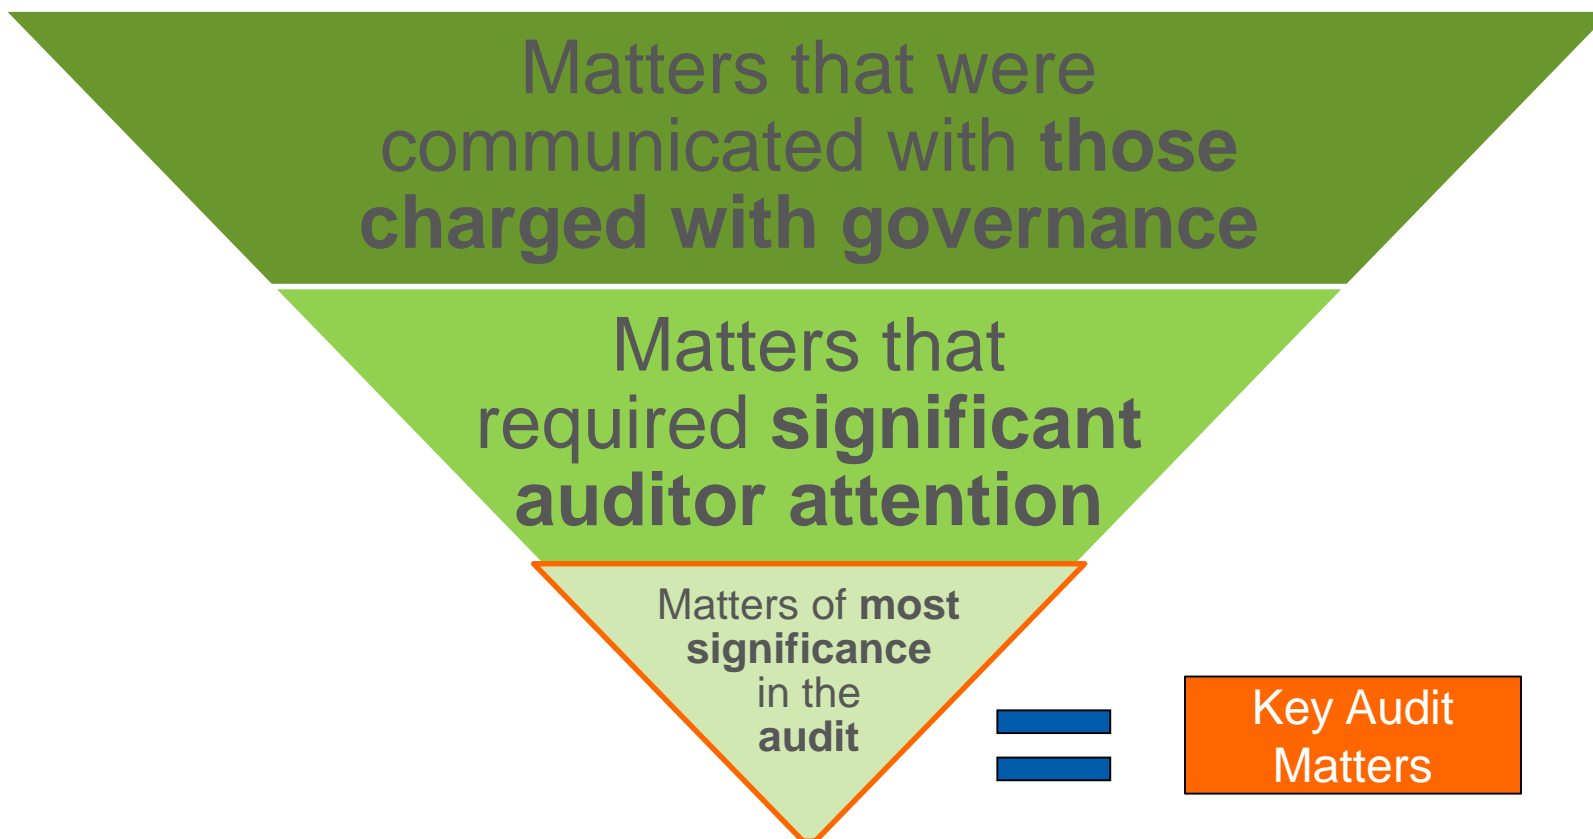 Matters that were
communicated with those
charged with governance
Matters that
required significant
auditor attention
Matters of most
significance
in the
audit
Key Audit
Matters